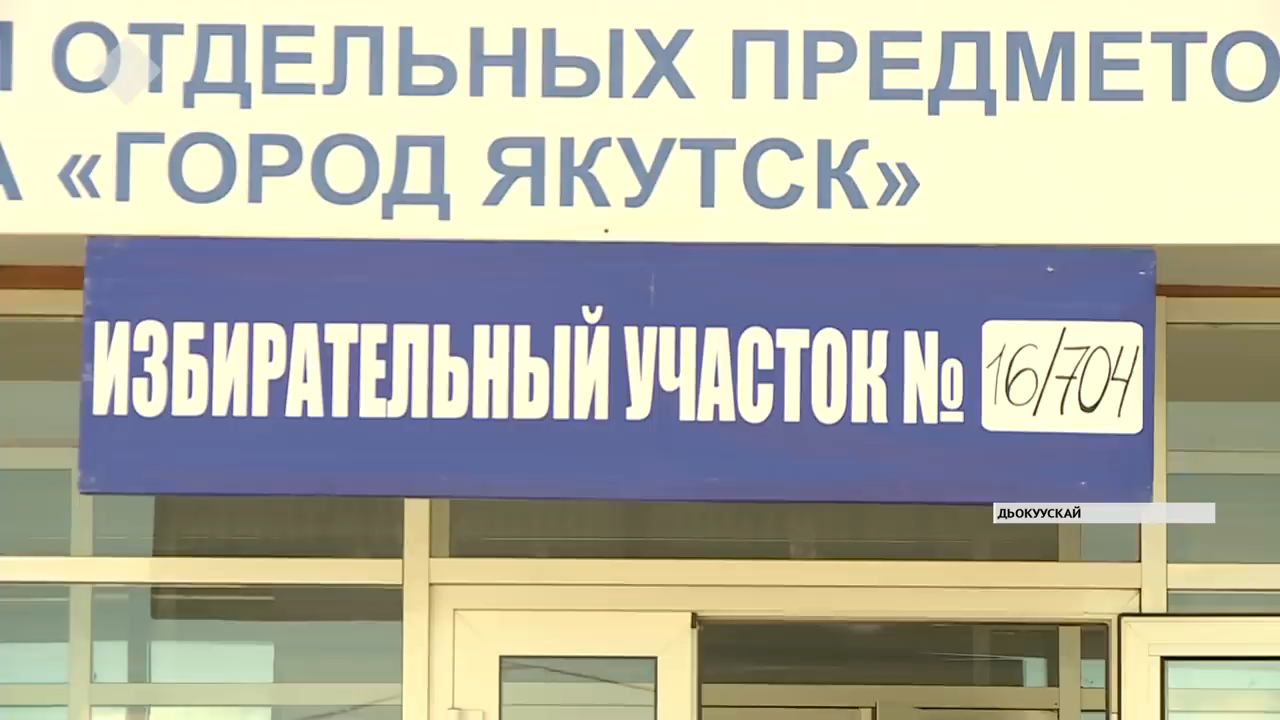 ОТДЕЛЬНЫХ ПРЕДМЕТО
А «ГОРОД ЯКУТСК»
ИЗБИРАТЕЛЬНЫЙ УЧАСТОК № 16/704
ДЬОКУУСКАЙ